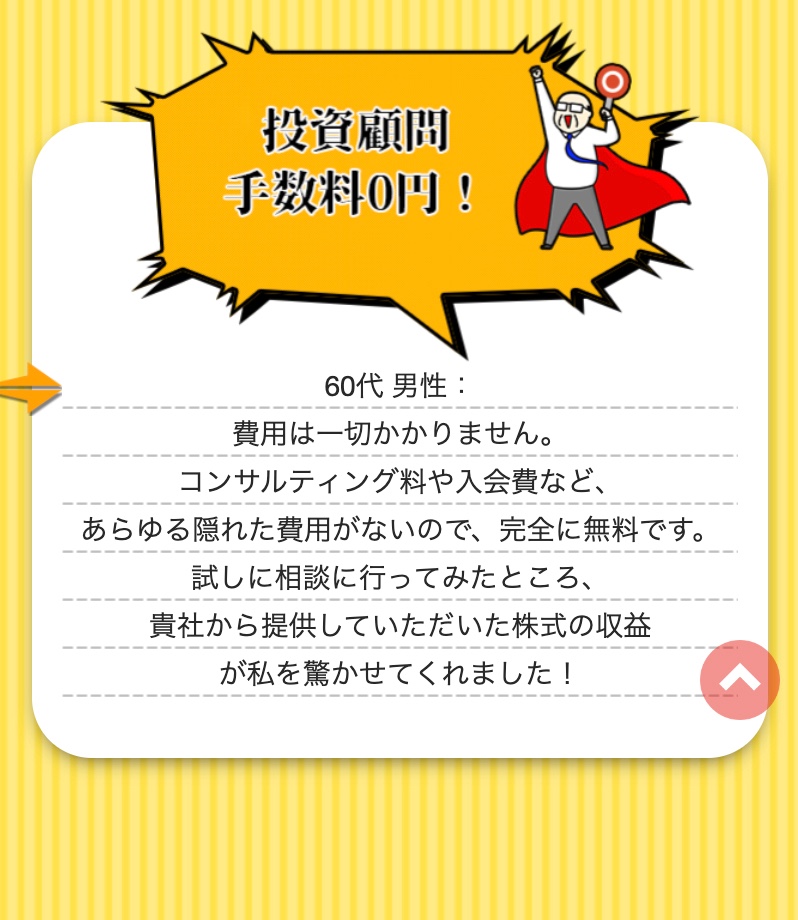 投資顧問
手数料0円！
60代 男性：
費用は一切かかりません。
コンサルティング料や入会費など、
あらゆる隠れた費用がないので、完全に無料です。
試しに相談に行ってみたところ、
貴社から提供していただいた株式の収益
が私を驚かせてくれました！